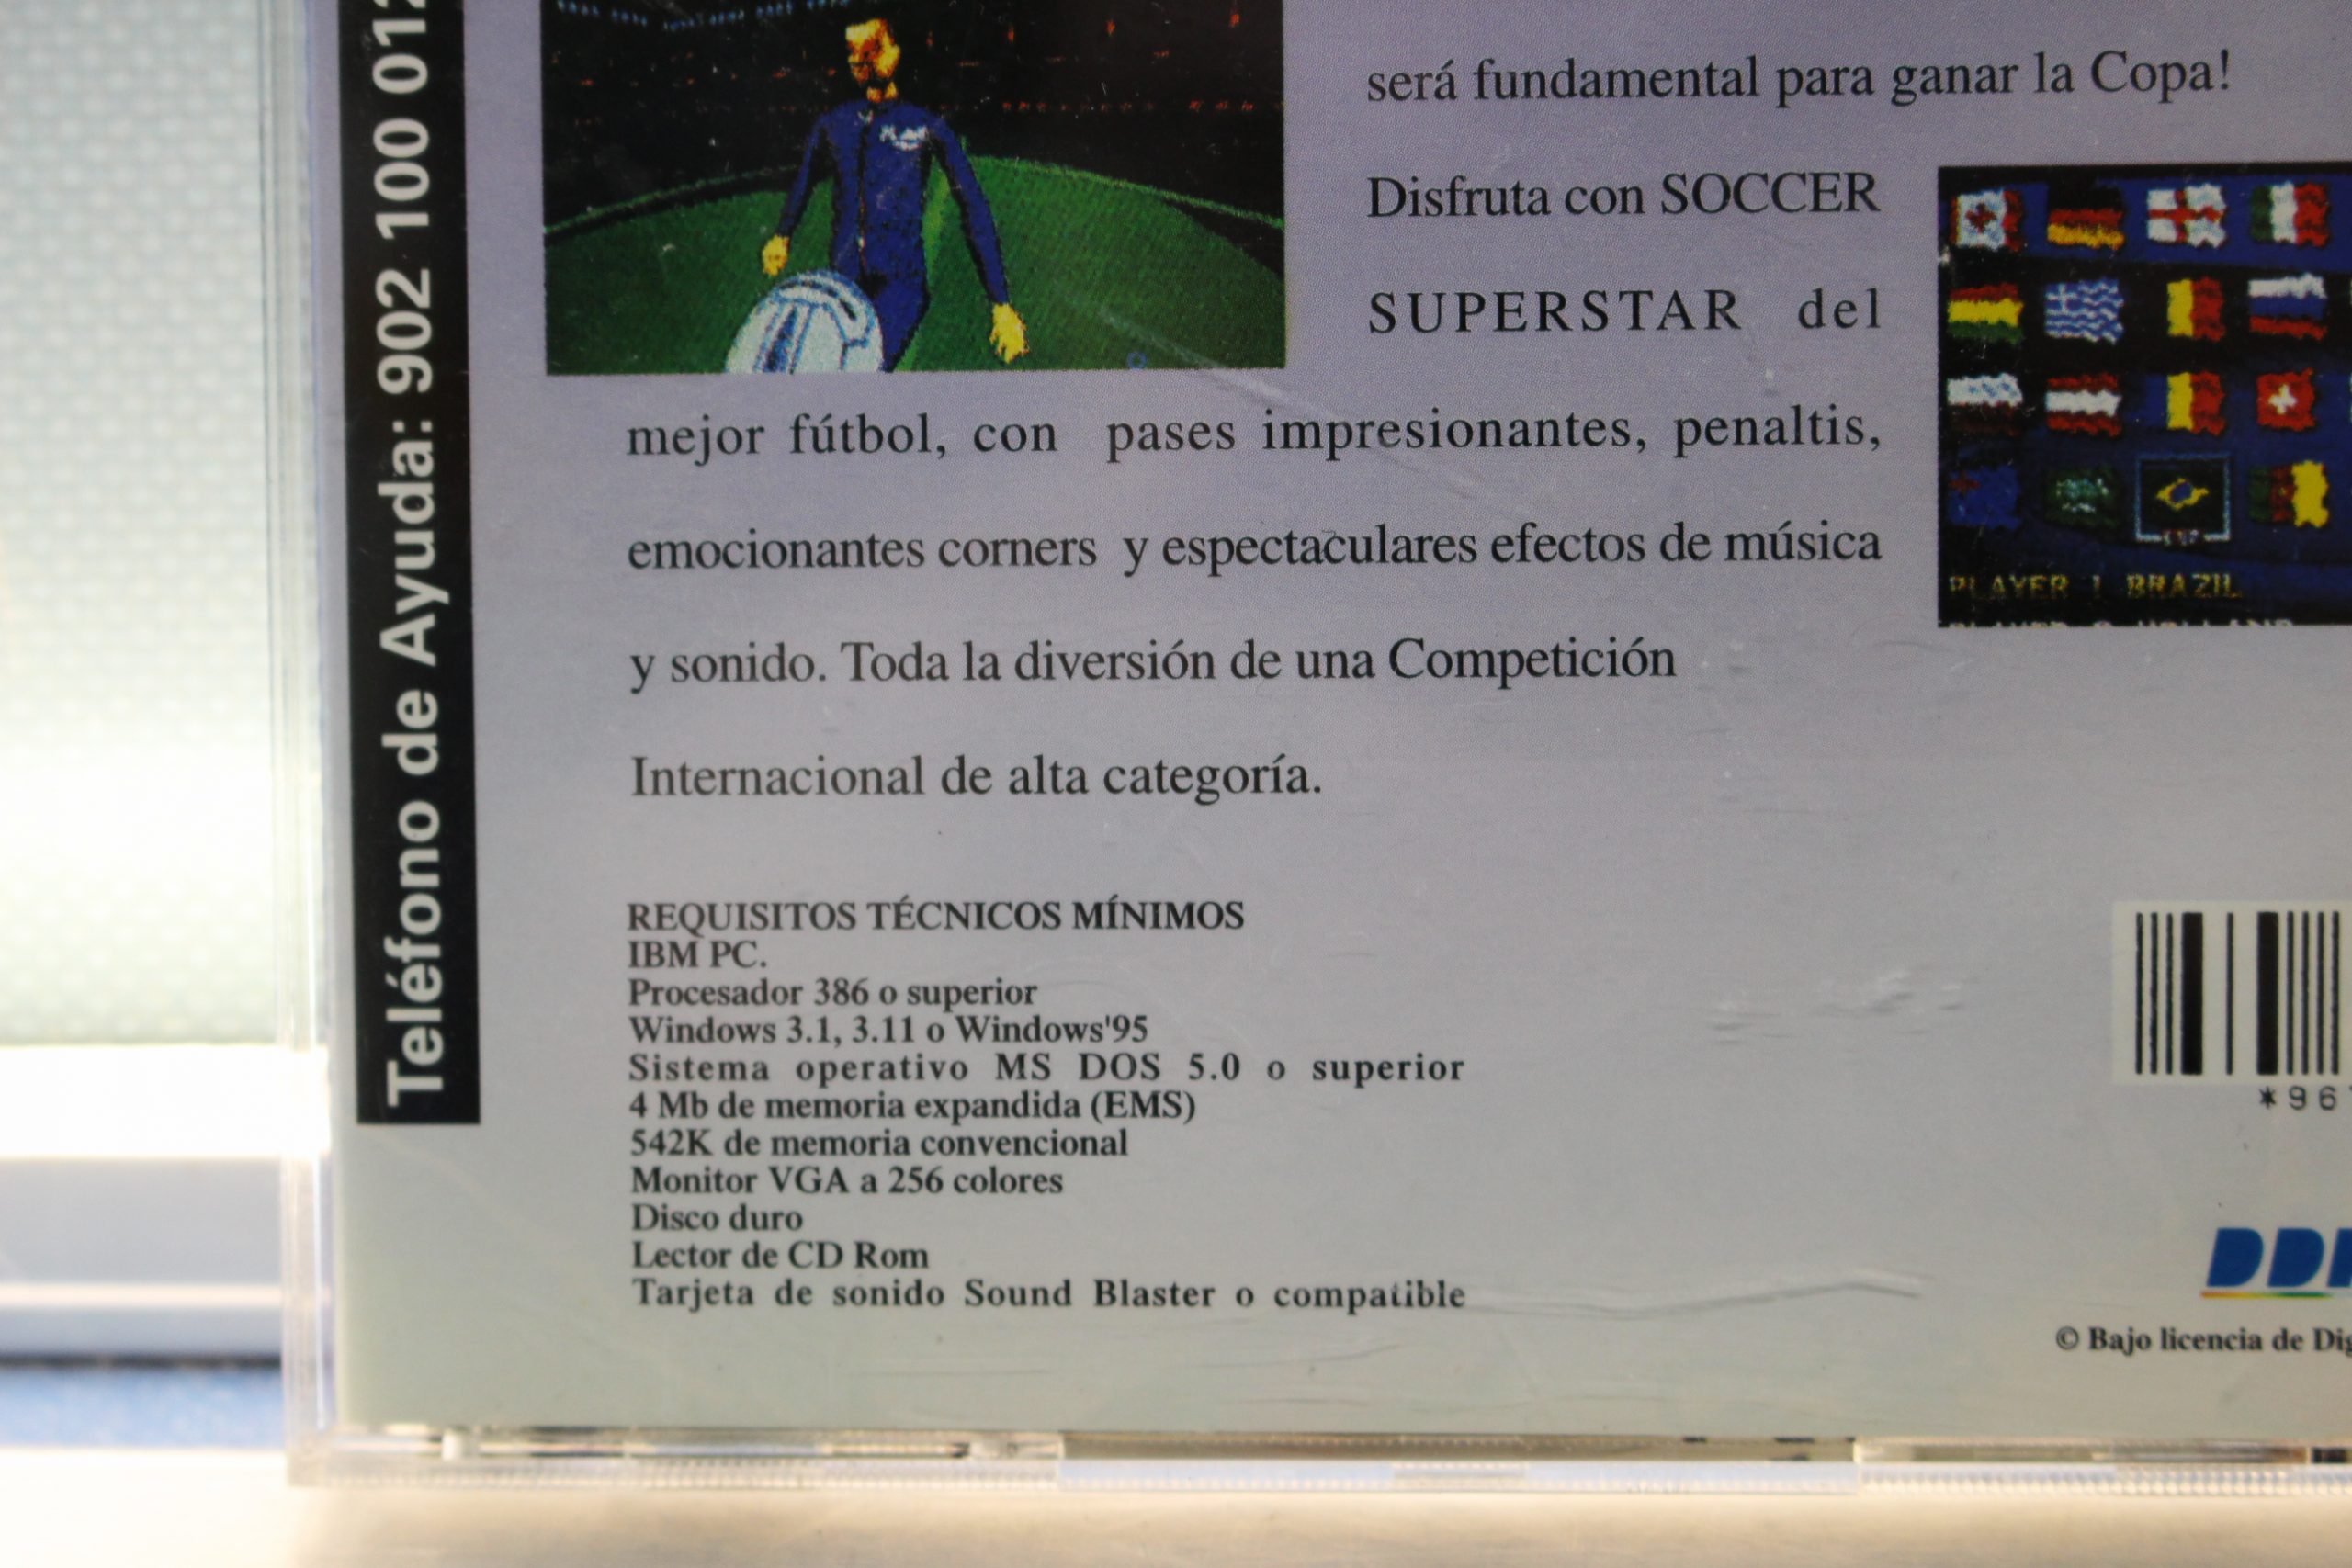 Teléfono de Ayuda: 902 100 012
será fundamental para ganar la Copa!
Disfruta con SOCCER
SUPERSTAR del
mejor fútbol, con pases impresionantes, penaltis,
emocionantes corners y espectaculares efectos de música
y sonido. Toda la diversión de una Competición
Internacional de alta categoría.
PLAYER 1 BRAZIL
REQUISITOS TÉCNICOS MÍNIMOS
IBM PC.
Procesador 386 o superior
Windows 3.1, 3.11 o Windows'95
Sistema operativo MS DOS 5.0 o superior
4 Mb de memoria expandida (EMS)
542K de memoria convencional
Monitor VGA a 256 colores
Disco duro
Lector de CD Rom
Tarjeta de sonido Sound Blaster o compatible
*96
© Bajo licencia de